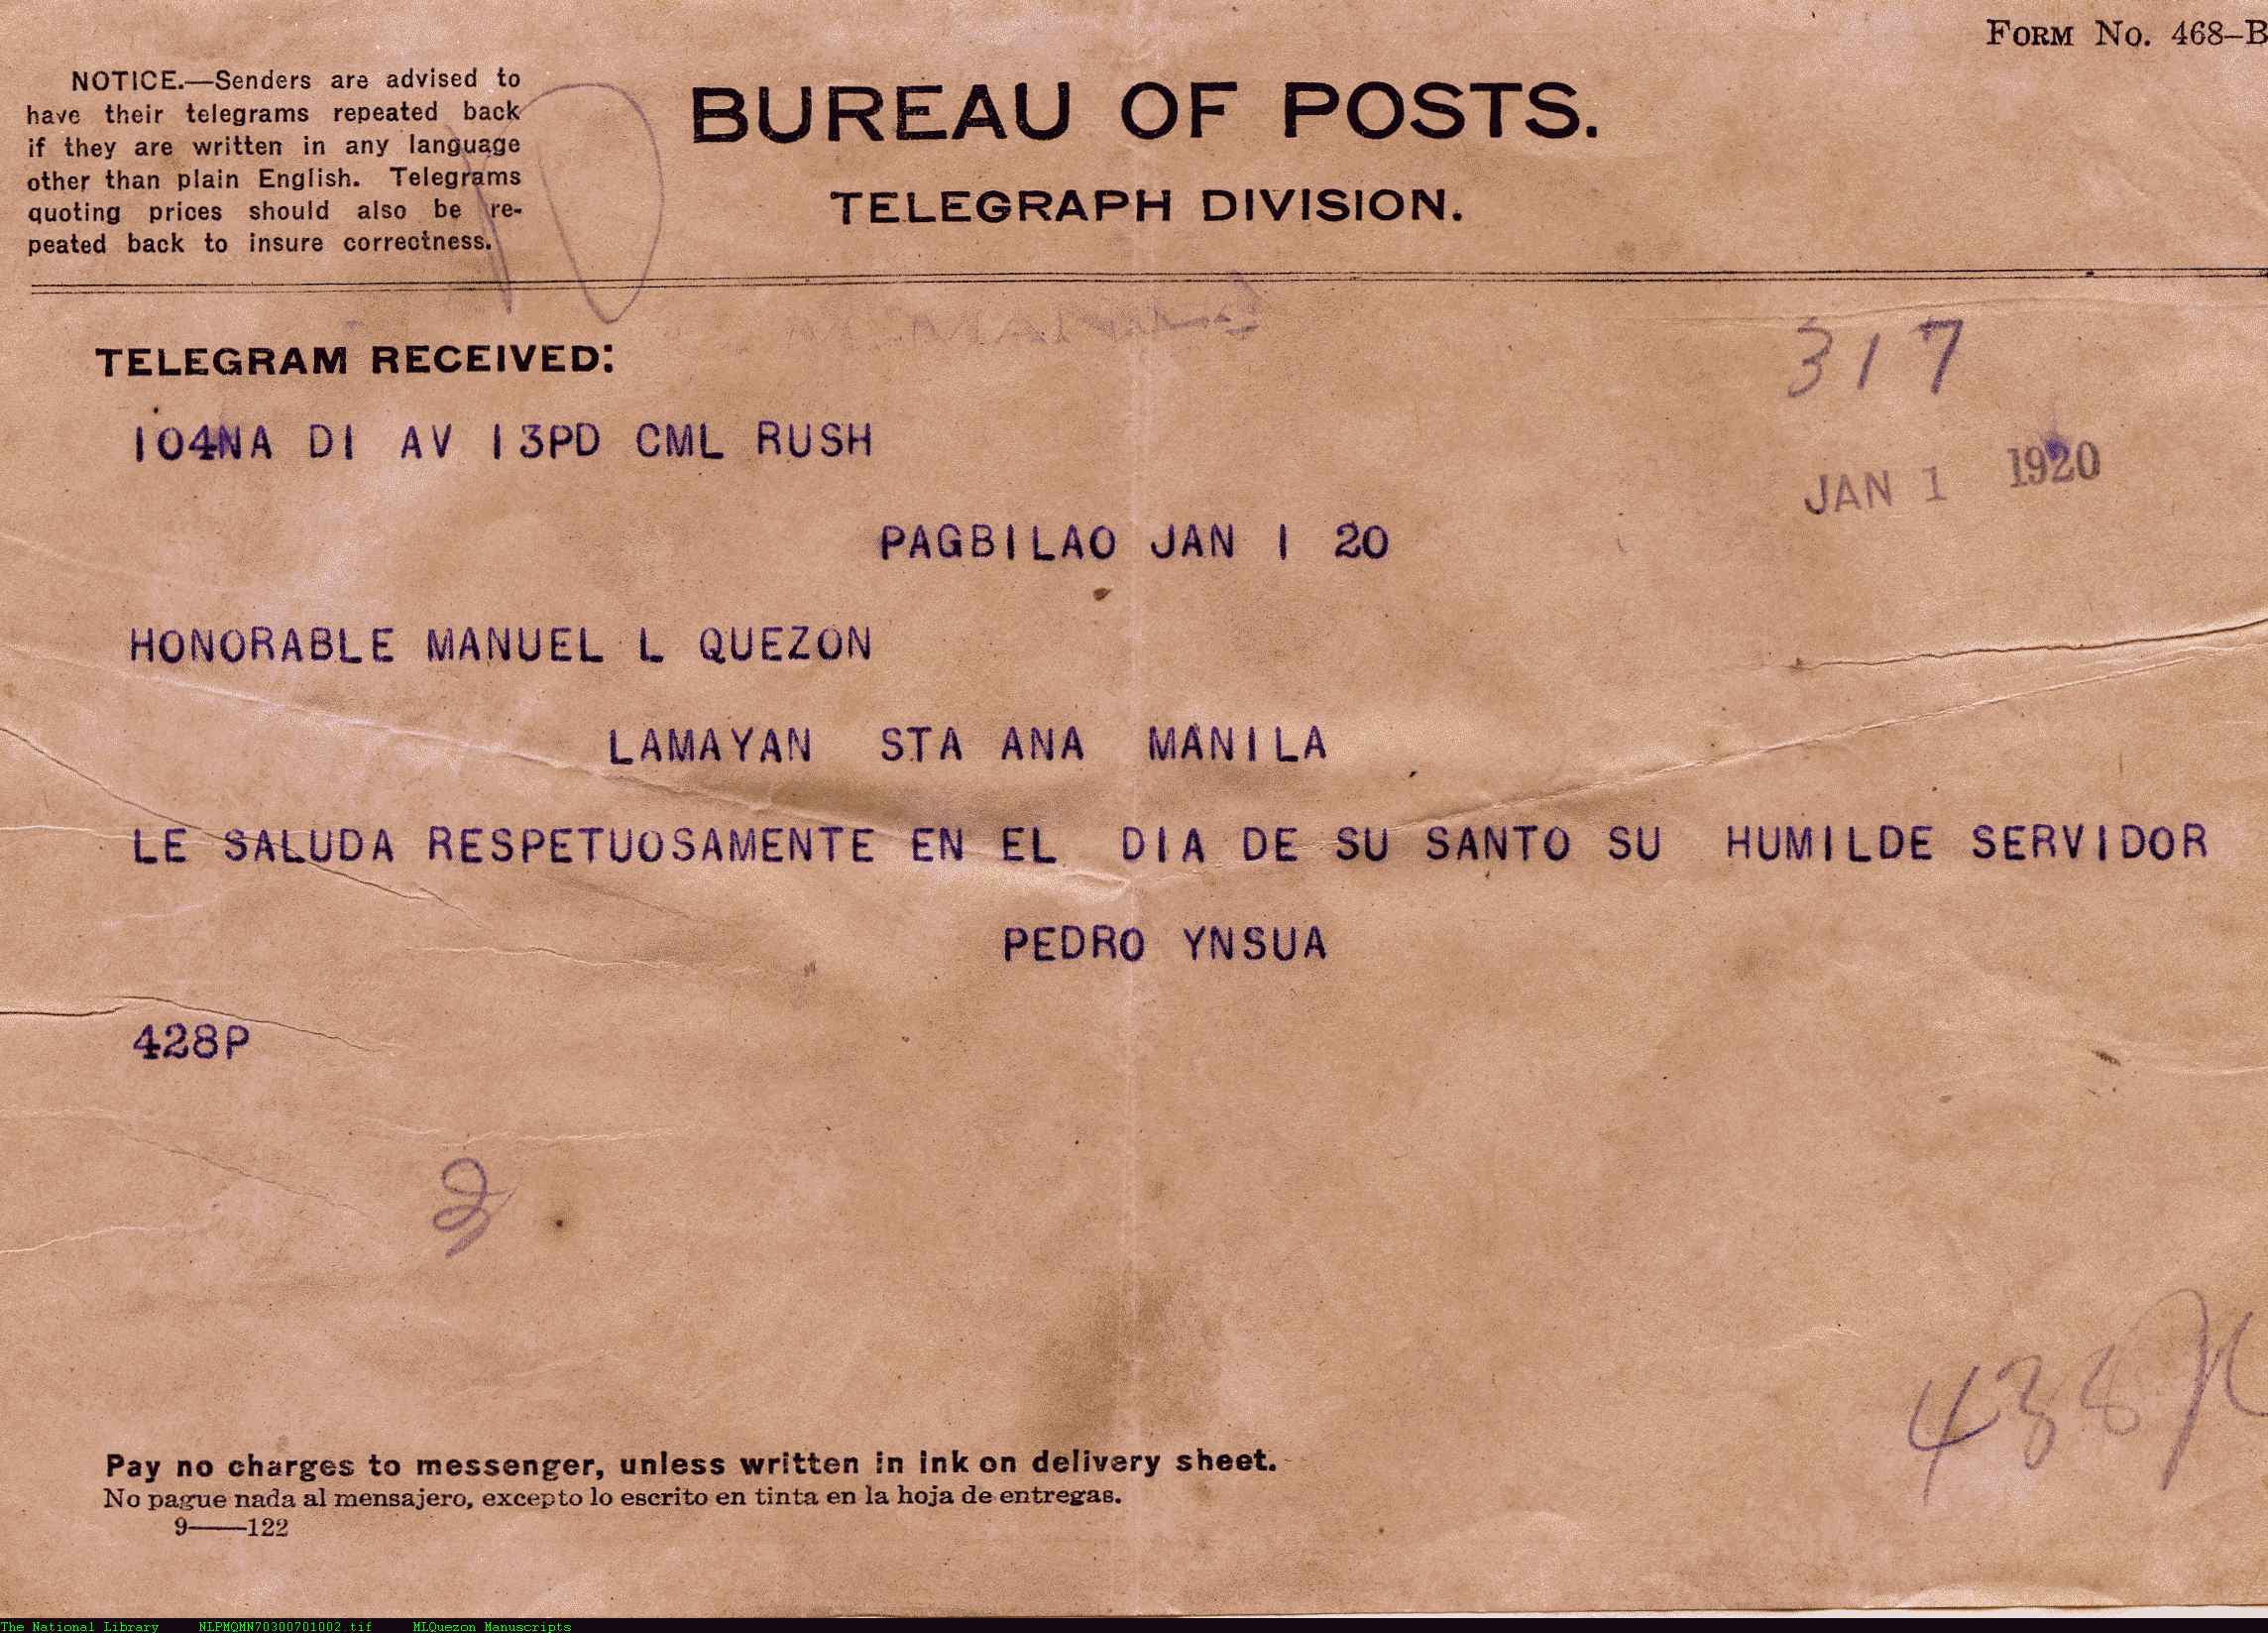 FORM No. 468–B
NOTICE.—Senders are advised to
have their telegrams repeated back
if they are written in any language
other than plain English. Telegrams
quoting prices should also be re-
peated back to insure correctness.
BUREAU OF POSTS.
TELEGRAPH DIVISION.
TELEGRAM RECEIVED:
317
104NA DI AV 13PD CML RUSH
JAN 1 1920
PAGBILAO JAN 1 20
HONORABLE MANUEL L QUEZON
LAMAYAN STA ANA MANILA
LE SALUDA RESPETUOSAMENTE EN EL DIA DE SU SANTO SU HUMILDE SERVIDOR
PEDRO YNSUA
428P
438
Pay no charges to messenger, unless written in ink on delivery sheet.
No pague nada al mensajero, excepto lo escrito en tinta en la hoja de entregas.
9——122
The National Library NLPMQMN70300701002.tif MLQuezon Manuscripts